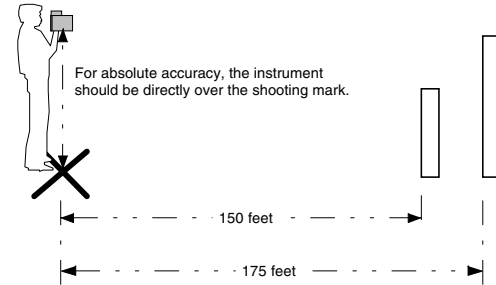 For absolute accuracy, the instrument
should be directly over the shooting mark.
150 feet
175 feet